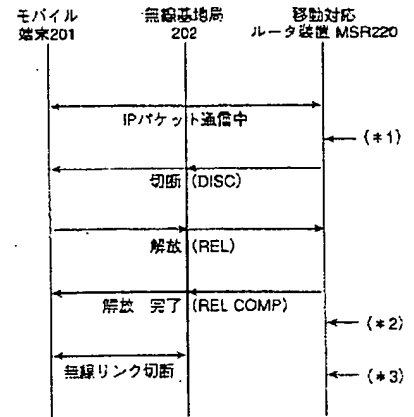 モバイル
端末201
無線基地局
202
移動対応
ルータ装置 MSR220
IPパケット通信中
(*1)
切断 (DISC)
解放 (REL)
解放 完了 (REL COMP)
(*2)
無線リンク切断
(*3)